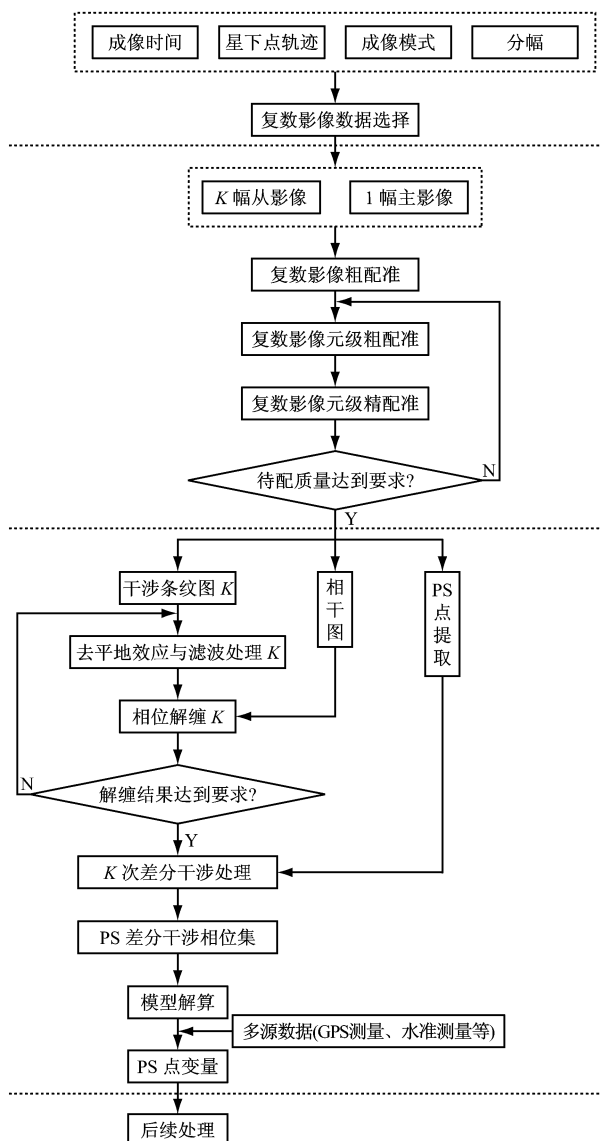 成像时间
星下点轨迹
成像模式
分幅
复数影像数据选择
K 幅从影像
1 幅主影像
复数影像粗配准
复数影像元级粗配准
复数影像元级精配准
待配质量达到要求?
N
Y
干涉条纹图 K
相干图
PS点提取
去平地效应与滤波处理 K
相位解缠 K
N
解缠结果达到要求?
Y
K 次差分干涉处理
PS 差分干涉相位集
模型解算
多源数据(GPS测量、水准测量等)
PS 点变量
后续处理